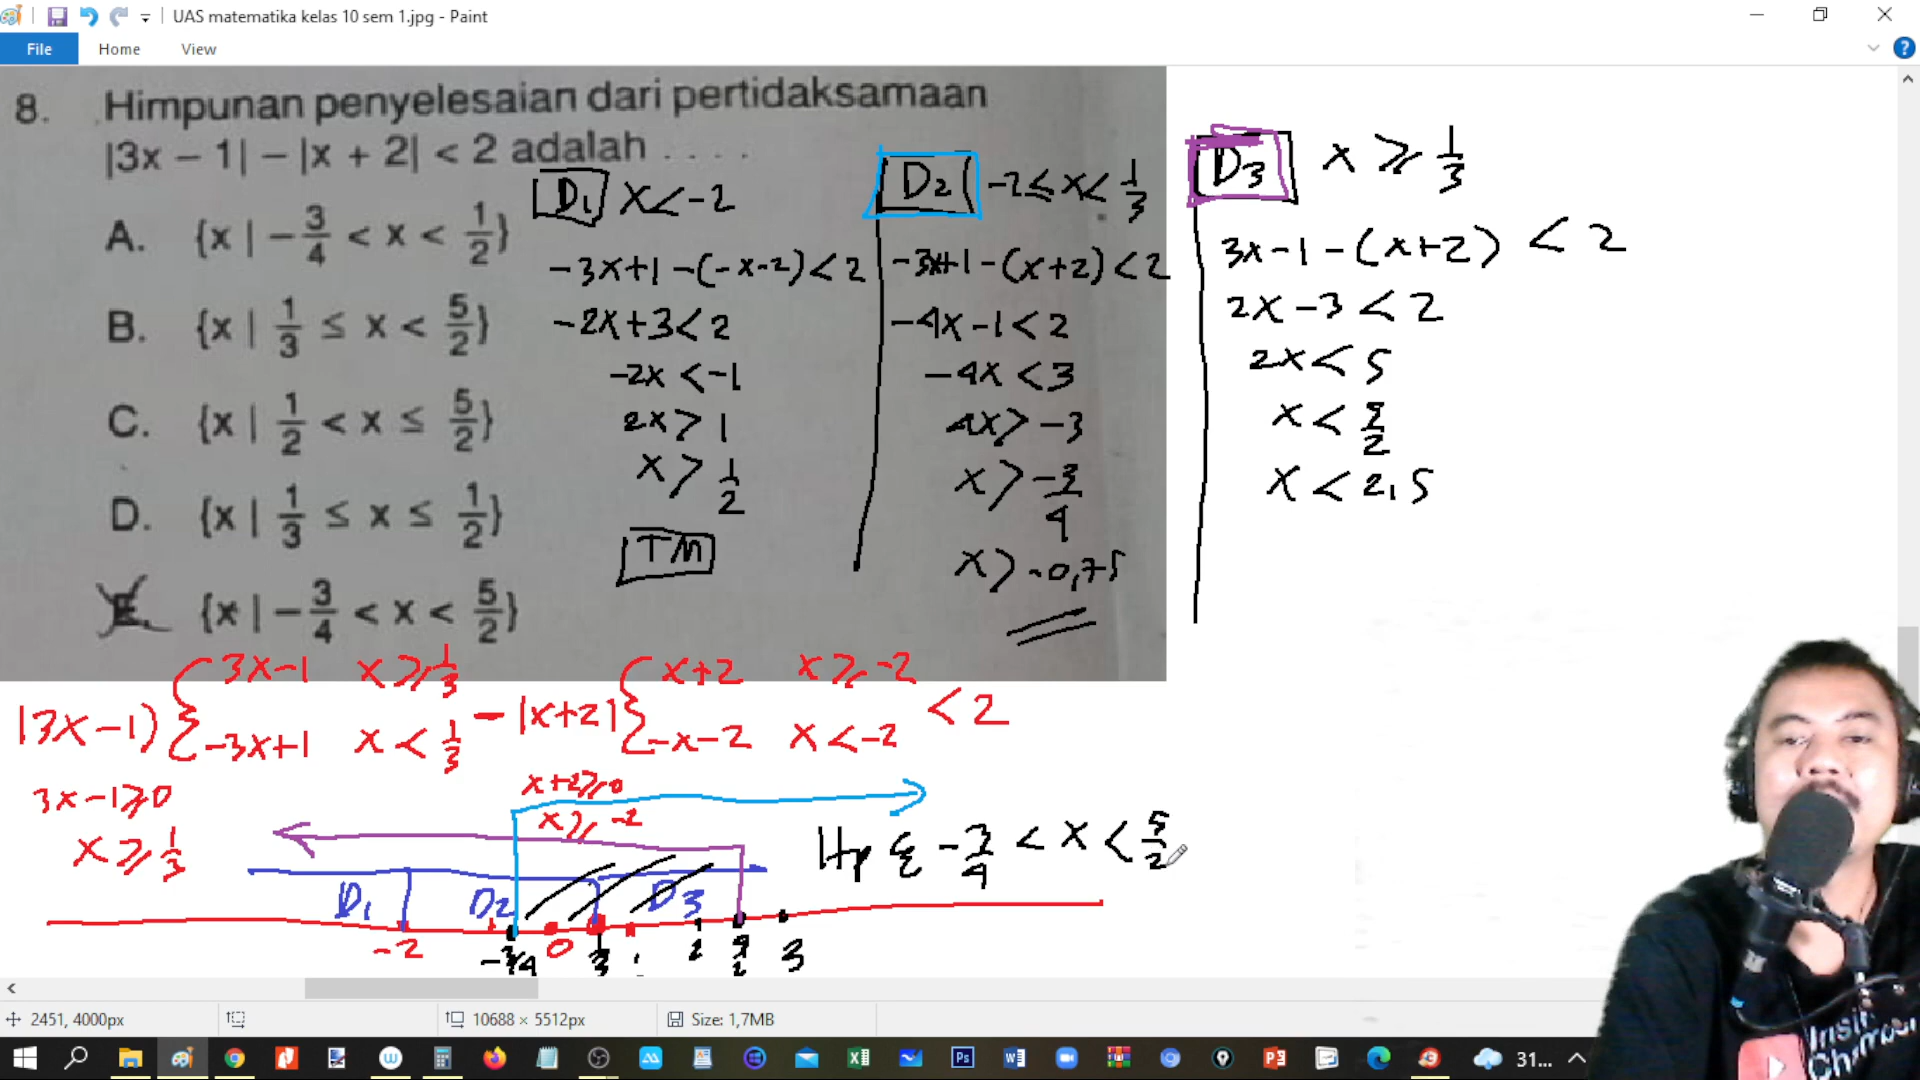 UAS matematika kelas 10 sem 1.jpg - Paint
File Home View
8. Himpunan penyelesaian dari pertidaksamaan
|3x − 1| − |x + 2| < 2 adalah . . . .
A. {x | −3/4 < x < 1/2}
B. {x | 1/3 ≤ x < 5/2}
C. {x | 1/2 < x ≤ 5/2}
D. {x | 1/3 ≤ x ≤ 1/2}
E. {x | −3/4 < x < 5/2}
D1 x < -2
-3x+1-(-x-2)<2
-2x+3<2
-2x<-1
2x>1
x>1/2
TM
D2 -2≤x<1/3
-3x+1-(x+2)<2
-4x-1<2
-4x<3
4x>-3
x>-3/4
x>-0,75
D3 x≥1/3
3x-1-(x+2)<2
2x-3<2
2x<5
x<5/2
x<2,5
|3x-1| { 3x-1 x≥1/3
-3x+1 x<1/3
- |x+2| { x+2 x≥-2
-x-2 x<-2
<2
3x-1≥0
x≥1/3
x+2≥0
x≥-2
Hp { -3/4 < x < 5/2
D1 D2 D3
-2 -3/4 0 1/3 1 2 5/2 3
2451, 4000px
10688 × 5512px
Size: 1,7MB
31...